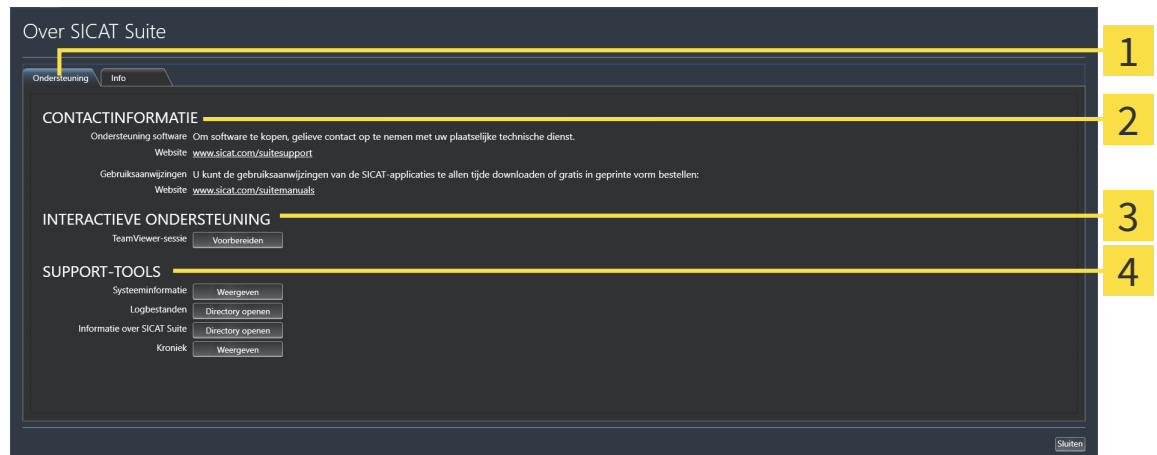 Over SICAT Suite
1
Ondersteuning Info
CONTACTINFORMATIE
2
Ondersteuning software Om software te kopen, gelieve contact op te nemen met uw plaatselijke technische dienst.
Website www.sicat.com/suitesupport
Gebruiksaanwijzingen U kunt de gebruiksaanwijzingen van de SICAT-applicaties te allen tijde downloaden of gratis in geprinte vorm bestellen:
Website www.sicat.com/suitemanuals
INTERACTIEVE ONDERSTEUNING
3
TeamViewer-sessie Voorbereiden
SUPPORT-TOOLS
4
Systeeminformatie Weergeven
Logbestanden Directory openen
Informatie over SICAT Suite Directory openen
Kroniek Weergeven
Sluiten